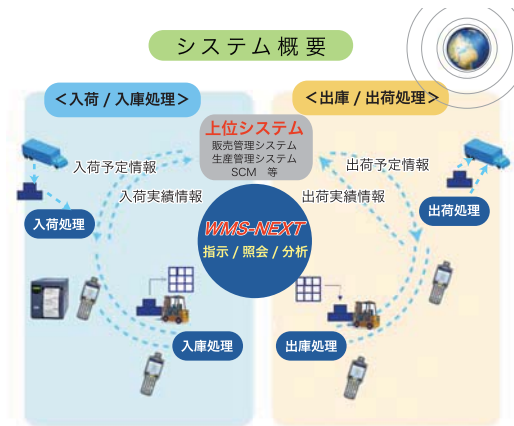 システム概要
＜入荷 / 入庫処理＞
＜出庫 / 出荷処理＞
上位システム
販売管理システム
生産管理システム
SCM　等
入荷予定情報
入荷実績情報
出荷予定情報
出荷実績情報
入荷処理
出荷処理
WMS-NEXT
指示 / 照会 / 分析
入庫処理
出庫処理